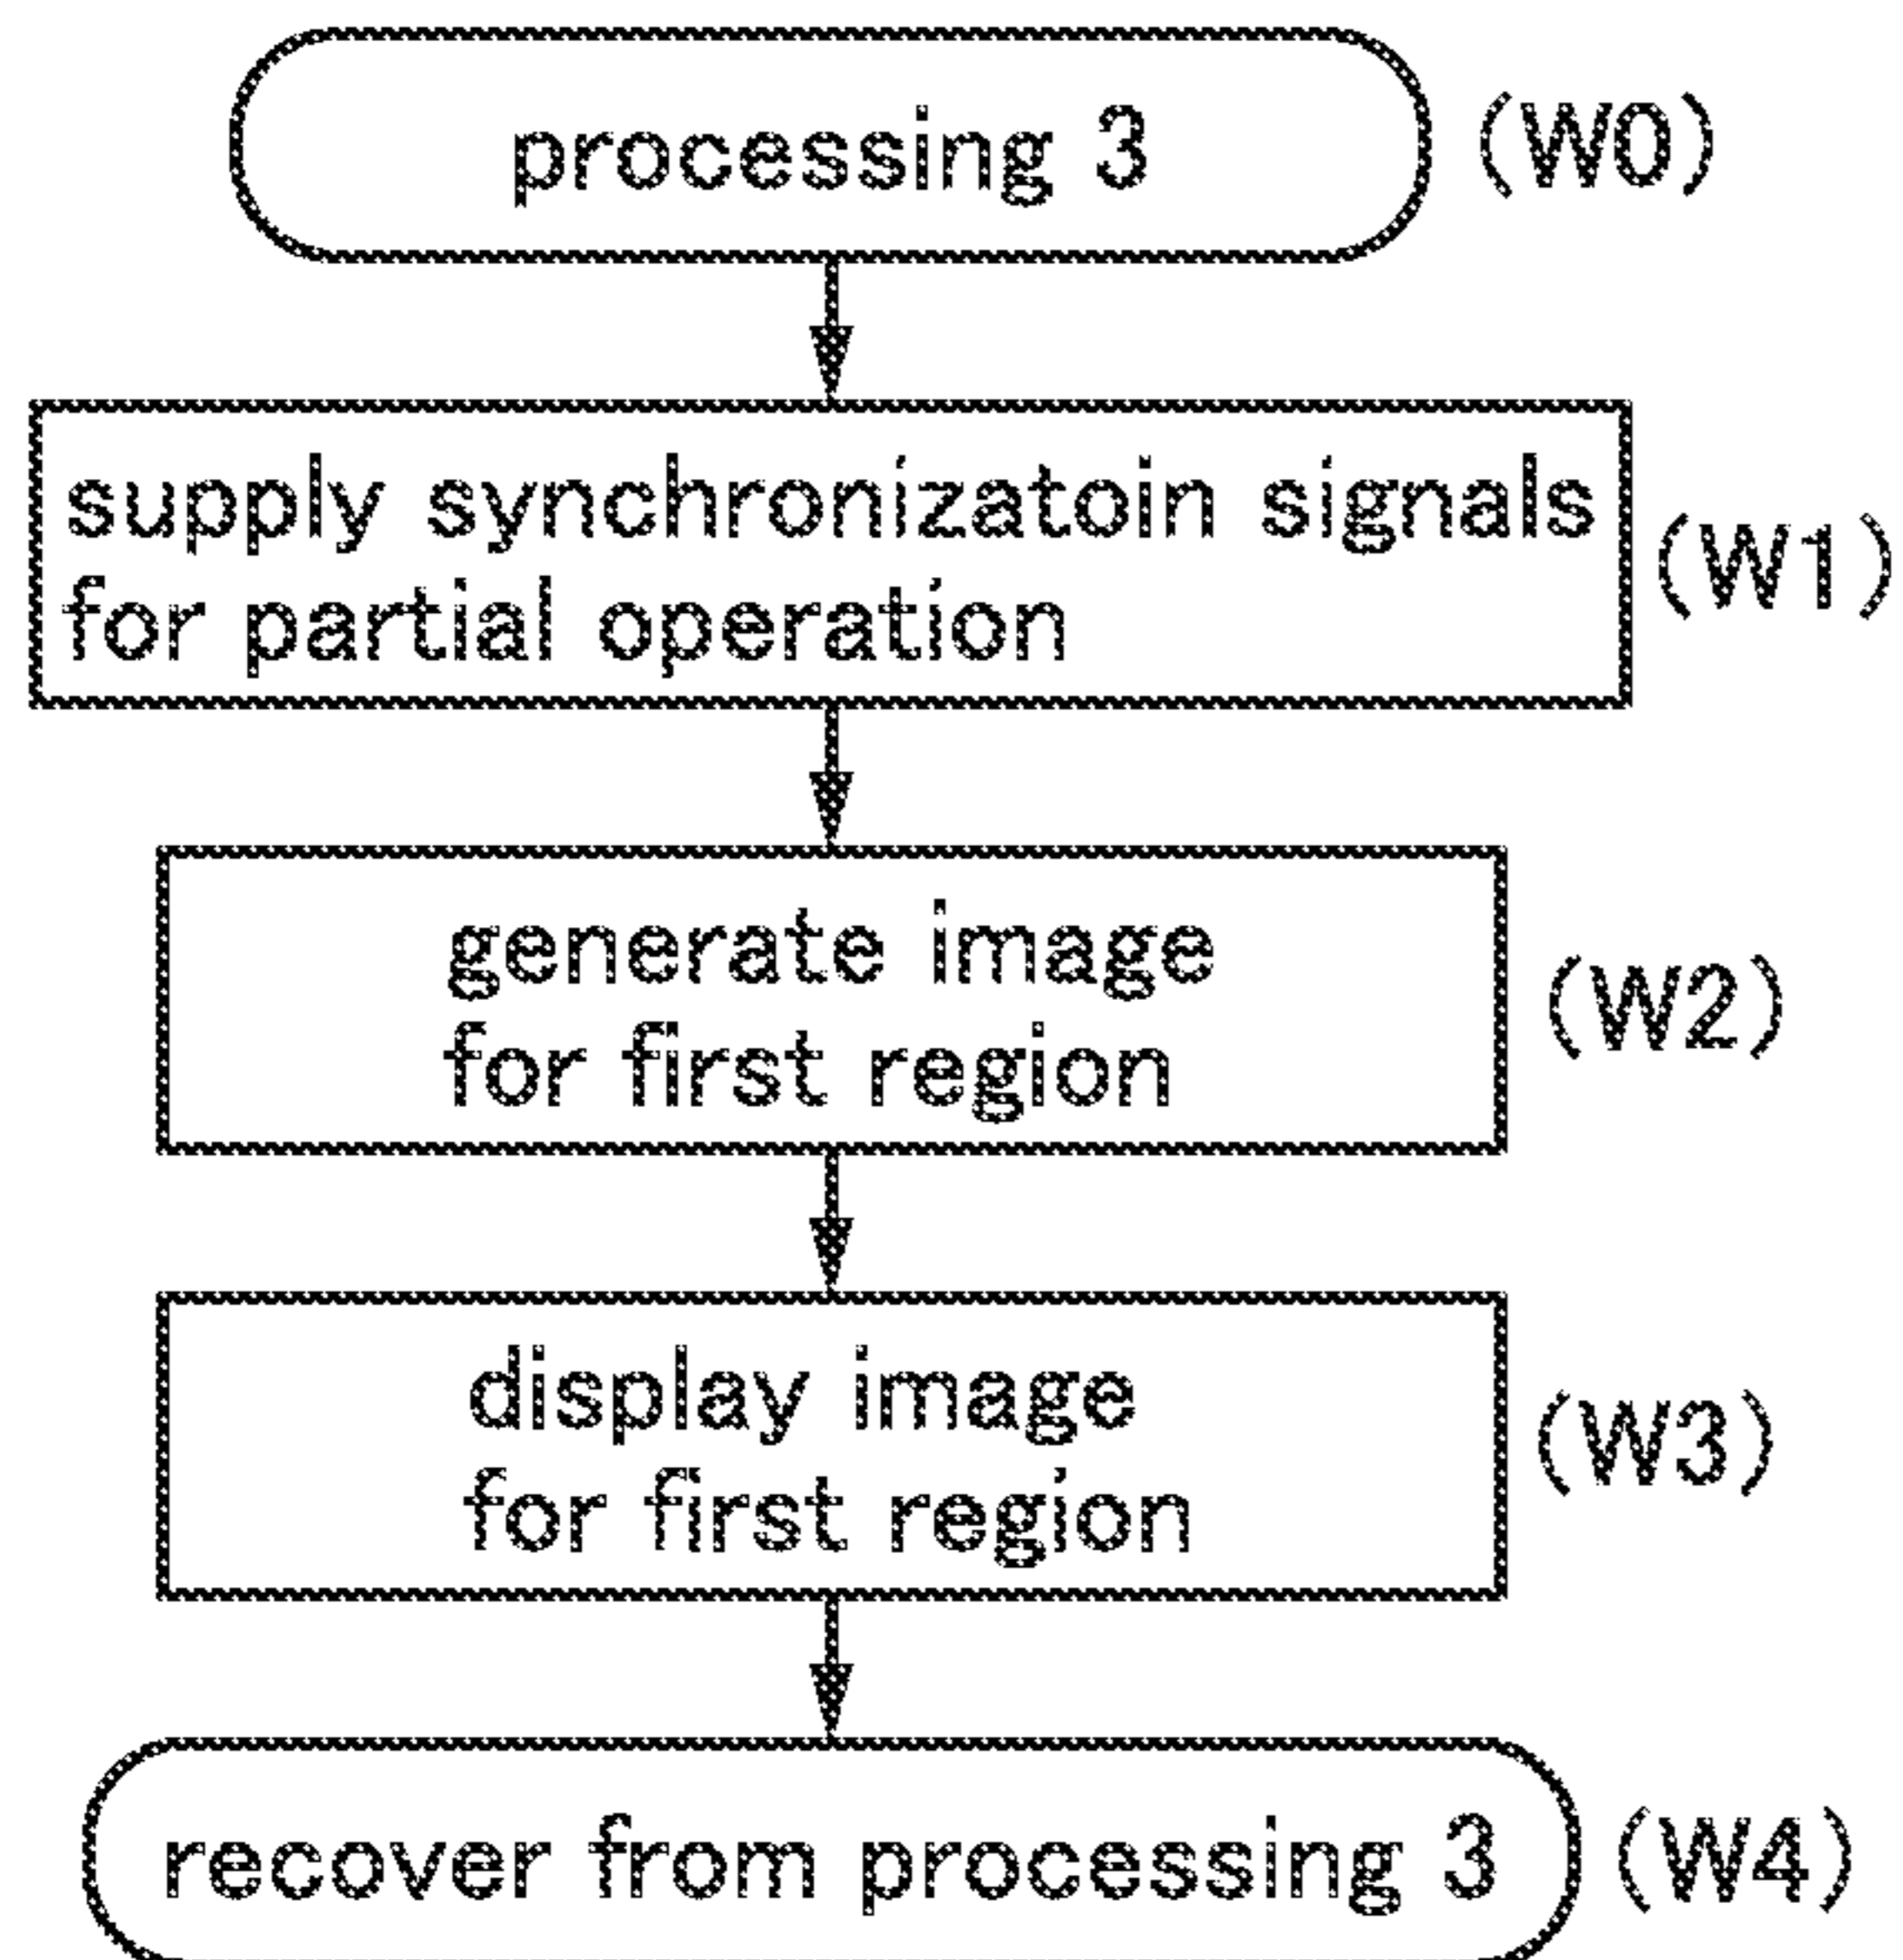 processing 3 (W0)
supply synchronizatoin signals
for partial operation
(W1)
generate image
for first region
(W2)
display image
for first region
(W3)
recover from processing 3 (W4)